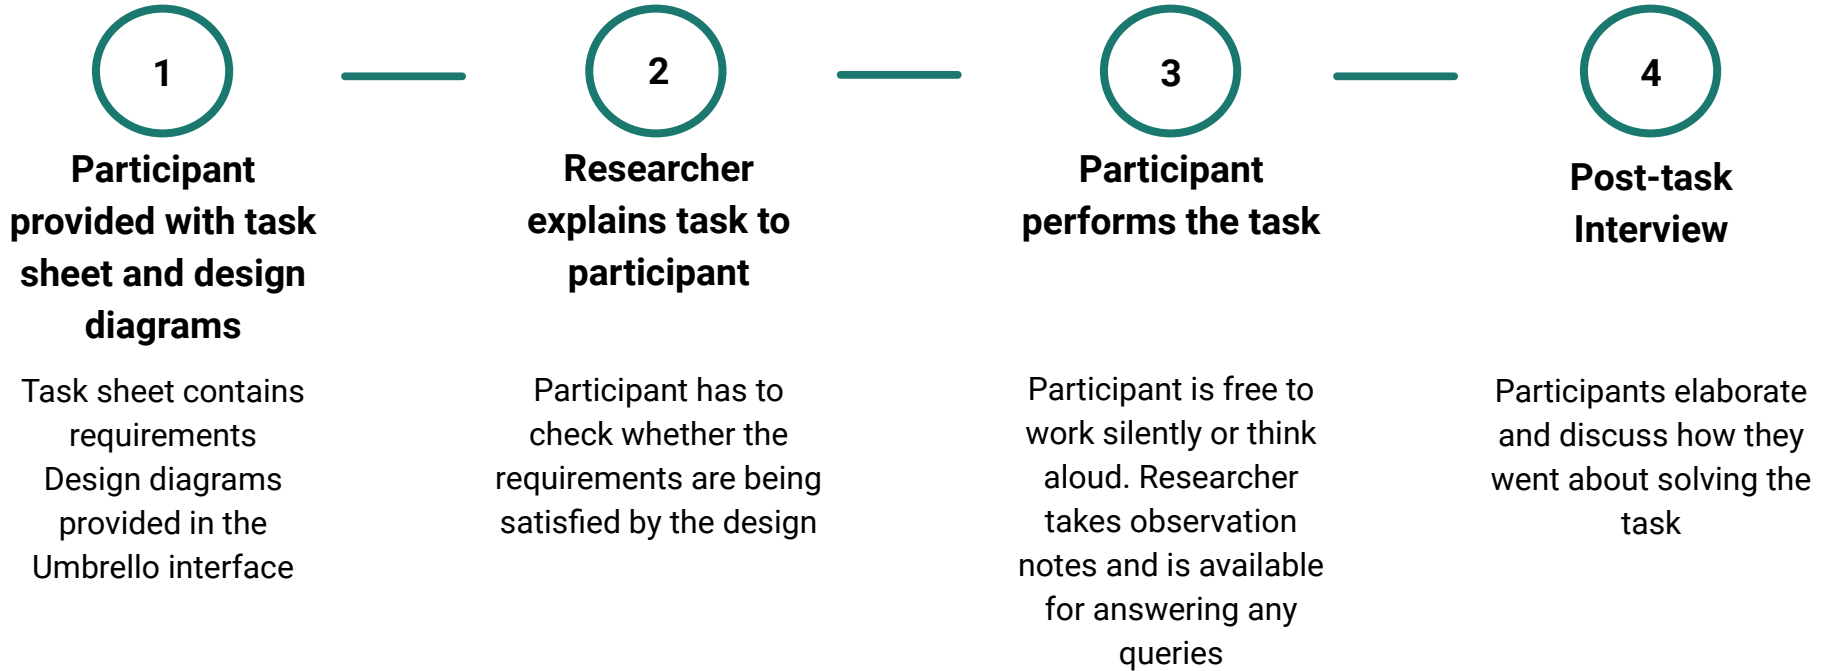 1
Participant
provided with task
sheet and design
diagrams
Task sheet contains
requirements
Design diagrams
provided in the
Umbrello interface
2
Researcher
explains task to
participant
Participant has to
check whether the
requirements are being
satisfied by the design
3
Participant
performs the task
Participant is free to
work silently or think
aloud. Researcher
takes observation
notes and is available
for answering any
queries
4
Post-task
Interview
Participants elaborate
and discuss how they
went about solving the
task